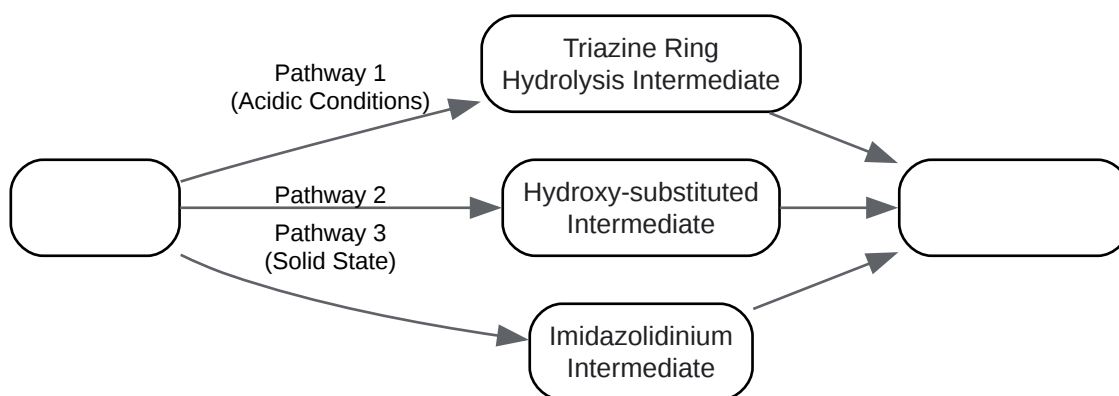 Pathway 1
(Acidic Conditions)
Triazine Ring
Hydrolysis Intermediate
Pathway 2
Hydroxy-substituted
Intermediate
Pathway 3
(Solid State)
Imidazolidinium
Intermediate